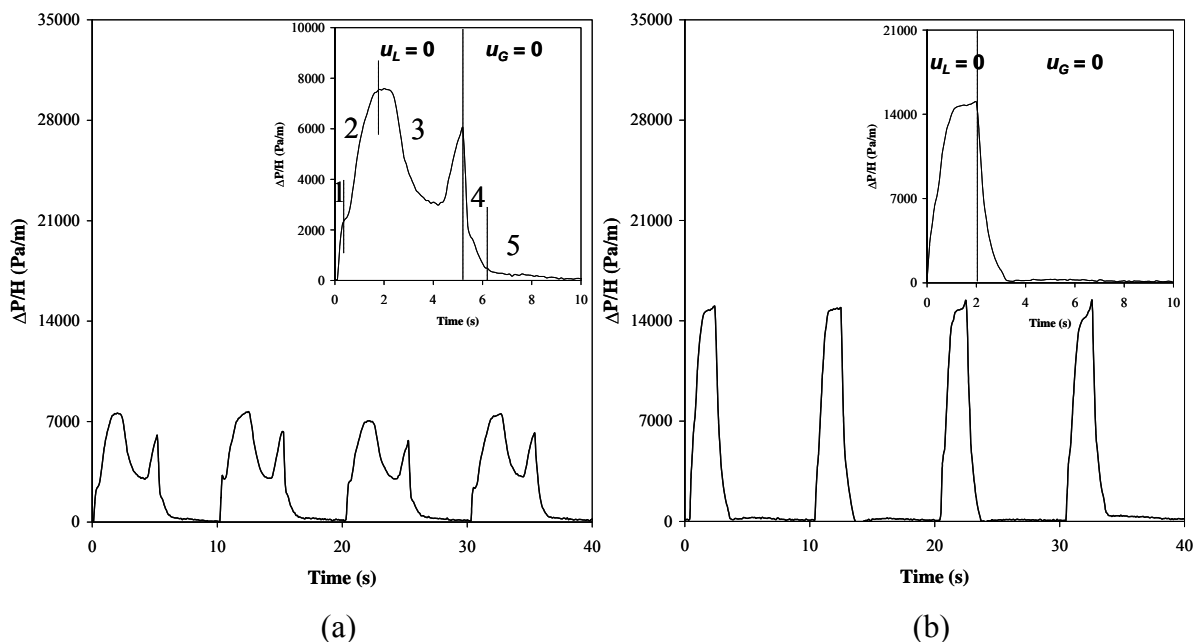 35000
28000
21000
14000
7000
0
ΔP/H (Pa/m)
0 10 20 30 40
Time (s)
10000
8000
6000
4000
2000
0
ΔP/H (Pa/m)
u_L = 0 u_G = 0
1 2 3 4 5
0 2 4 6 8 10
Time (s)
(a)
35000
28000
21000
14000
7000
0
ΔP/H (Pa/m)
0 10 20 30 40
Time (s)
21000
14000
7000
0
ΔP/H (Pa/m)
u_L = 0 u_G = 0
0 2 4 6 8 10
Time (s)
(b)